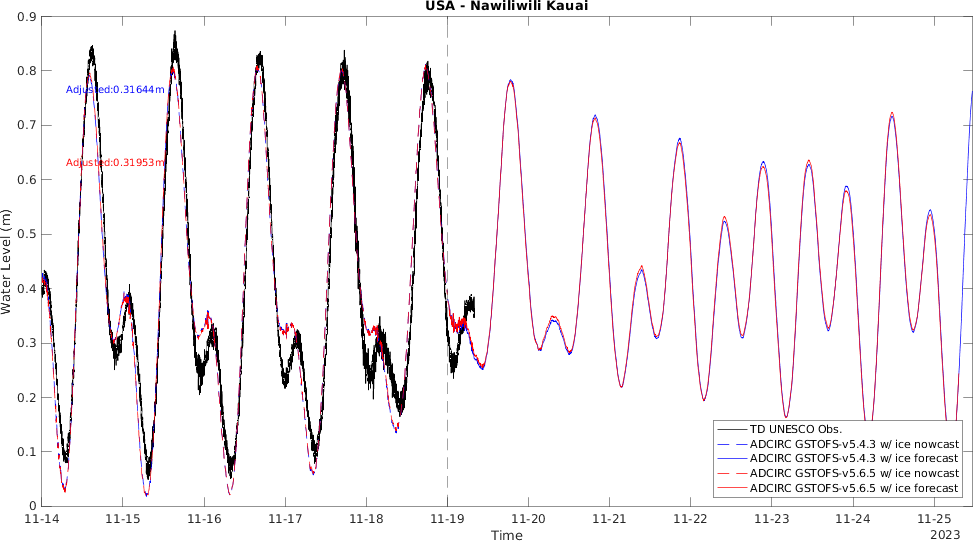 USA - Nawiliwili Kauai
0.9
0.8
Adjusted:0.31644m
0.7
Adjusted:0.31953m
0.6
0.5
Water Level (m)
0.4
0.3
0.2
0.1
0
TD UNESCO Obs.
ADCIRC GSTOFS-v5.4.3 w/ ice nowcast
ADCIRC GSTOFS-v5.4.3 w/ ice forecast
ADCIRC GSTOFS-v5.6.5 w/ ice nowcast
ADCIRC GSTOFS-v5.6.5 w/ ice forecast
11-14 11-15 11-16 11-17 11-18 11-19 11-20 11-21 11-22 11-23 11-24 11-25
Time
2023